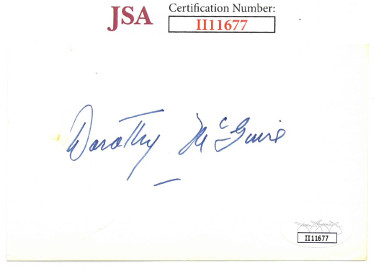 JSA
Certification Number:
II11677
Dorothy McGuire
II11677